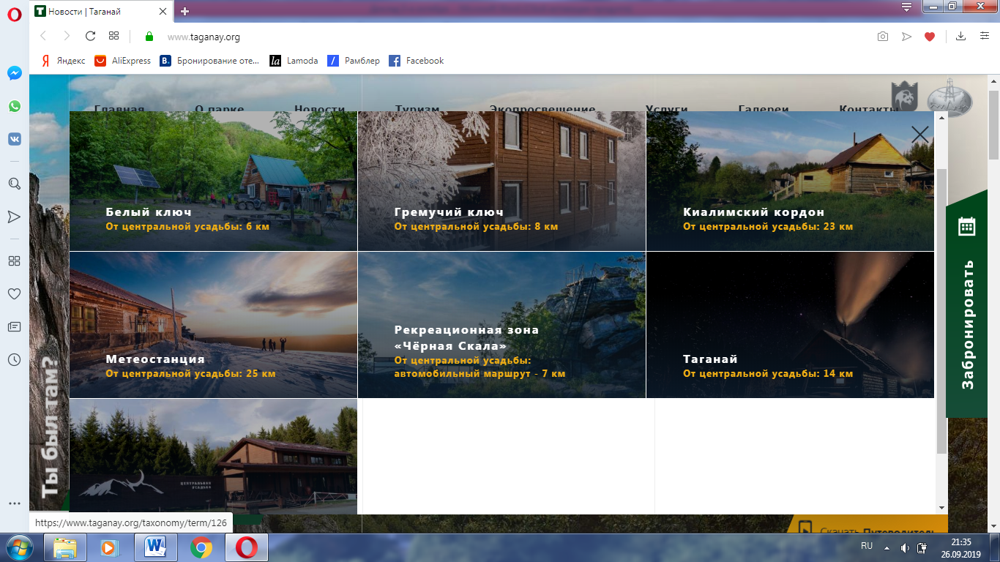 Новости | Таганай
www.taganay.org
Яндекс
AliExpress
Бронирование оте...
Lamoda
Рамблер
Facebook
Главная
О парке
Новости
Туризм
Экопросвещение
Услуги
Галереи
Контакты
Белый ключ
От центральной усадьбы: 6 км
Гремучий ключ
От центральной усадьбы: 8 км
Киалимский кордон
От центральной усадьбы: 23 км
Метеостанция
От центральной усадьбы: 25 км
Рекреационная зона
«Чёрная Скала»
От центральной усадьбы:
автомобильный маршрут - 7 км
Таганай
От центральной усадьбы: 14 км
ЦЕНТРАЛЬНАЯ
УСАДЬБА
Ты был там?
Забронировать
Скачать Путеводитель
https://www.taganay.org/taxonomy/term/126
RU
21:35
26.09.2019